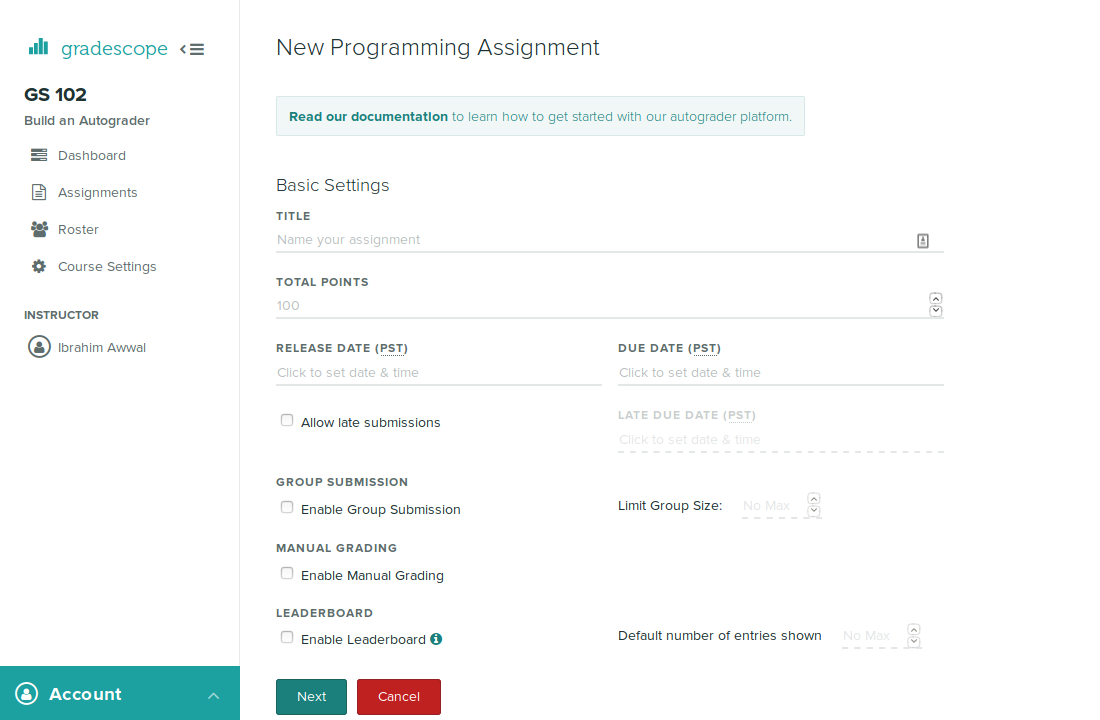 gradescope
GS 102
Build an Autograder
Dashboard
Assignments
Roster
Course Settings
INSTRUCTOR
Ibrahim Awwal
Account
New Programming Assignment
Read our documentation to learn how to get started with our autograder platform.
Basic Settings
TITLE
Name your assignment
TOTAL POINTS
100
RELEASE DATE (PST) DUE DATE (PST)
Click to set date & time Click to set date & time
Allow late submissions LATE DUE DATE (PST)
Click to set date & time
GROUP SUBMISSION
Enable Group Submission Limit Group Size: No Max
MANUAL GRADING
Enable Manual Grading
LEADERBOARD
Enable Leaderboard Default number of entries shown No Max
Next Cancel